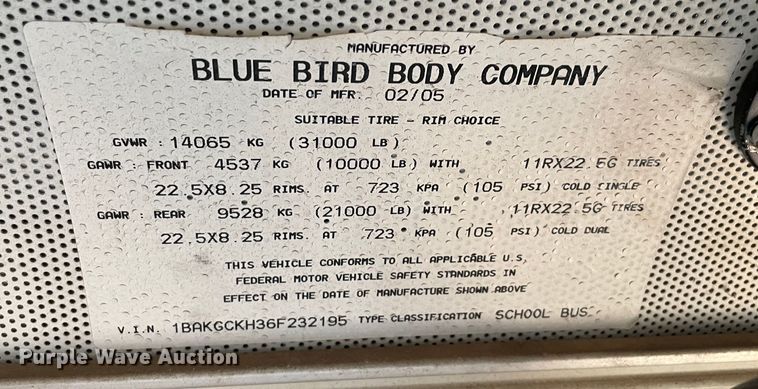 MANUFACTURED BY
BLUE BIRD BODY COMPANY
DATE OF MFR. 02/05
SUITABLE TIRE - RIM CHOICE
GVWR : 14065 KG (31000 LB)
GAWR : FRONT 4537 KG (10000 LB) WITH 11RX22.5G TIRES
22.5X8.25 RIMS. AT 723 KPA (105 PSI) COLD SINGLE
GAWR : REAR 9528 KG (21000 LB) WITH 11RX22.5G TIRES
22.5X8.25 RIMS. AT 723 KPA (105 PSI) COLD DUAL
THIS VEHICLE CONFORMS TO ALL APPLICABLE U.S.
FEDERAL MOTOR VEHICLE SAFETY STANDARDS IN
EFFECT ON THE DATE OF MANUFACTURE SHOWN ABOVE
V.I.N. 1BAKGCKH36F232195 TYPE CLASSIFICATION SCHOOL BUS
Purple Wave Auction